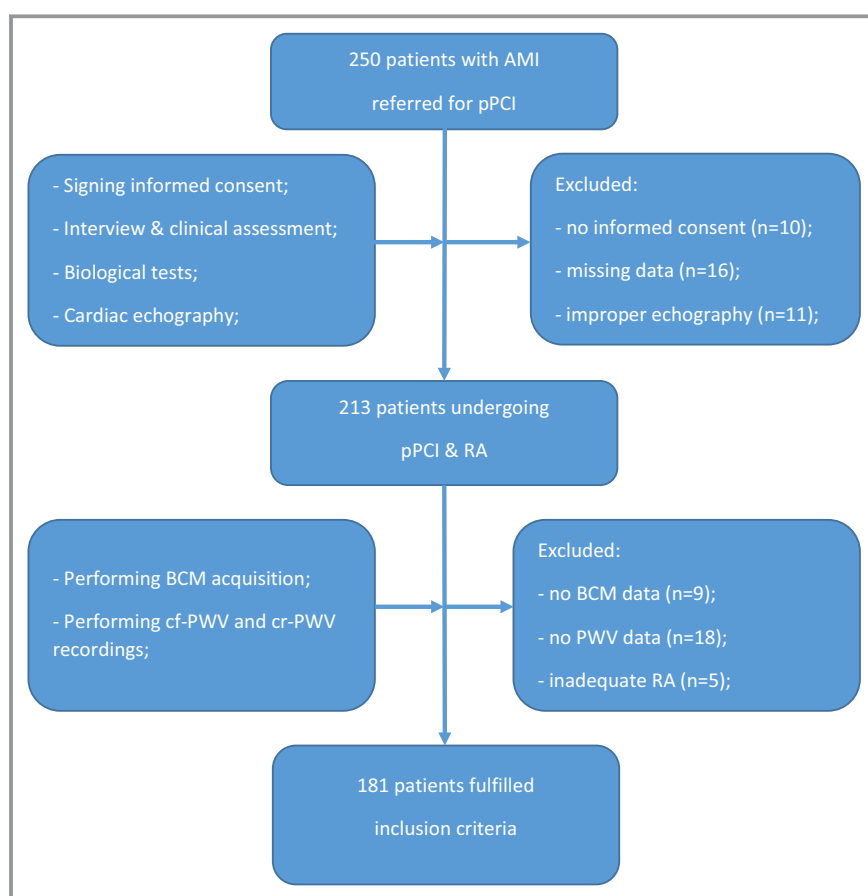 250 patients with AMI
referred for pPCI
- Signing informed consent;
- Interview & clinical assessment;
- Biological tests;
- Cardiac echography;
Excluded:
- no informed consent (n=10);
- missing data (n=16);
- improper echography (n=11);
213 patients undergoing
pPCI & RA
- Performing BCM acquisition;
- Performing cf-PWV and cr-PWV
recordings;
Excluded:
- no BCM data (n=9);
- no PWV data (n=18);
- inadequate RA (n=5);
181 patients fulfilled
inclusion criteria